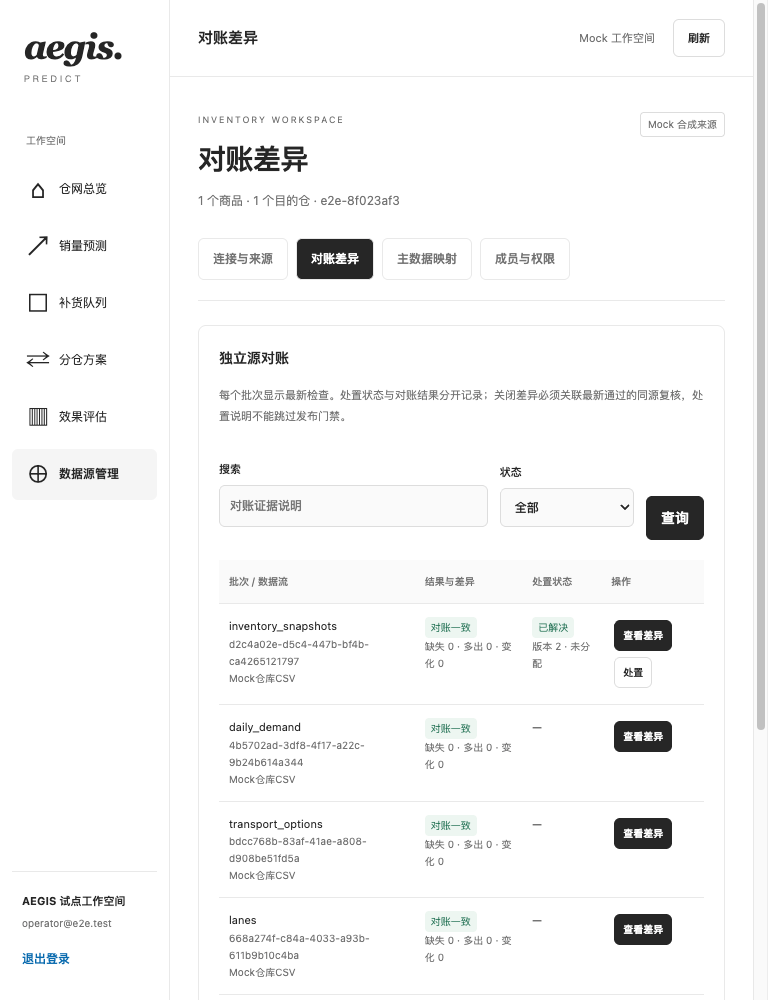 aegis.
PREDICT
工作空间
仓网总览
销量预测
补货队列
分仓方案
效果评估
数据源管理
AEGIS 试点工作空间
operator@e2e.test
退出登录
对账差异
Mock 工作空间
刷新
INVENTORY WORKSPACE
Mock 合成来源
对账差异
1 个商品 · 1 个目的仓 · e2e-8f023af3
连接与来源
对账差异
主数据映射
成员与权限
独立源对账
每个批次显示最新检查。处置状态与对账结果分开记录；关闭差异必须关联最新通过的同源复核，处
置说明不能跳过发布门禁。
搜索
状态
对账证据说明
全部
查询
批次 / 数据流
结果与差异
处置状态
操作
inventory_snapshots
d2c4a02e-d5c4-447b-bf4b-
ca4265121797
Mock仓库CSV
对账一致
缺失 0 · 多出 0 · 变
化 0
已解决
版本 2 · 未分
配
查看差异
处置
daily_demand
4b5702ad-3df8-4f17-a22c-
9b24b614a344
Mock仓库CSV
对账一致
缺失 0 · 多出 0 · 变
化 0
—
查看差异
transport_options
bdcc768b-83af-41ae-a808-
d908be51fd5a
Mock仓库CSV
对账一致
缺失 0 · 多出 0 · 变
化 0
—
查看差异
lanes
668a274f-c84a-4033-a93b-
611b9b10c4ba
Mock仓库CSV
对账一致
缺失 0 · 多出 0 · 变
化 0
—
查看差异